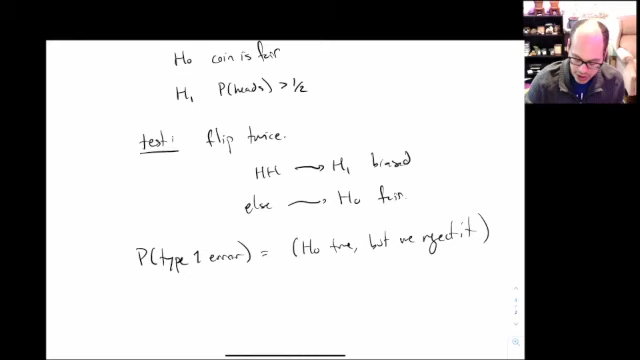 H0 coin is fair
H1 P(heads) > 1/2
test: flip twice.
HH → H1 biased
else → H0 fair.
P(type 1 error) = (H0 true, but we reject it)